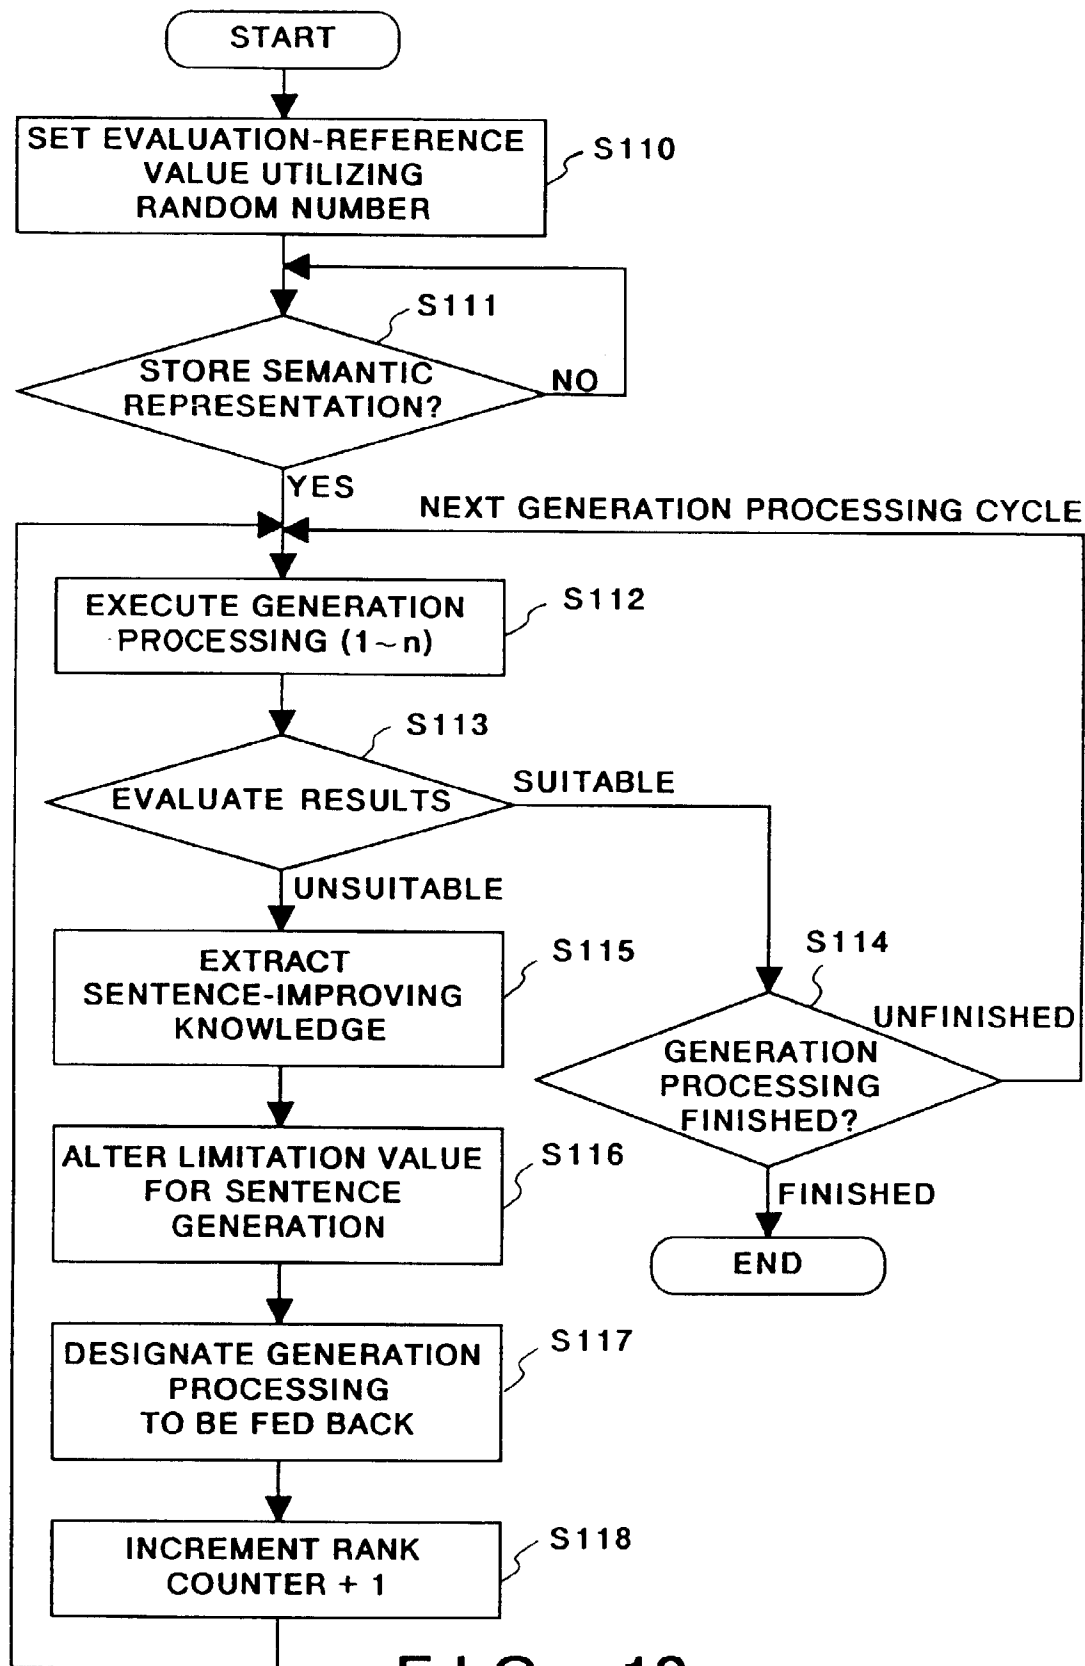 START
SET EVALUATION-REFERENCE
VALUE UTILIZING
RANDOM NUMBER
S110
S111
STORE SEMANTIC
REPRESENTATION?
NO
YES
NEXT GENERATION PROCESSING CYCLE
EXECUTE GENERATION
PROCESSING (1~n)
S112
S113
EVALUATE RESULTS
SUITABLE
UNSUITABLE
EXTRACT
SENTENCE-IMPROVING
KNOWLEDGE
S115
S114
UNFINISHED
GENERATION
PROCESSING
FINISHED?
ALTER LIMITATION VALUE
FOR SENTENCE
GENERATION
S116
FINISHED
END
DESIGNATE GENERATION
PROCESSING
TO BE FED BACK
S117
INCREMENT RANK
COUNTER + 1
S118